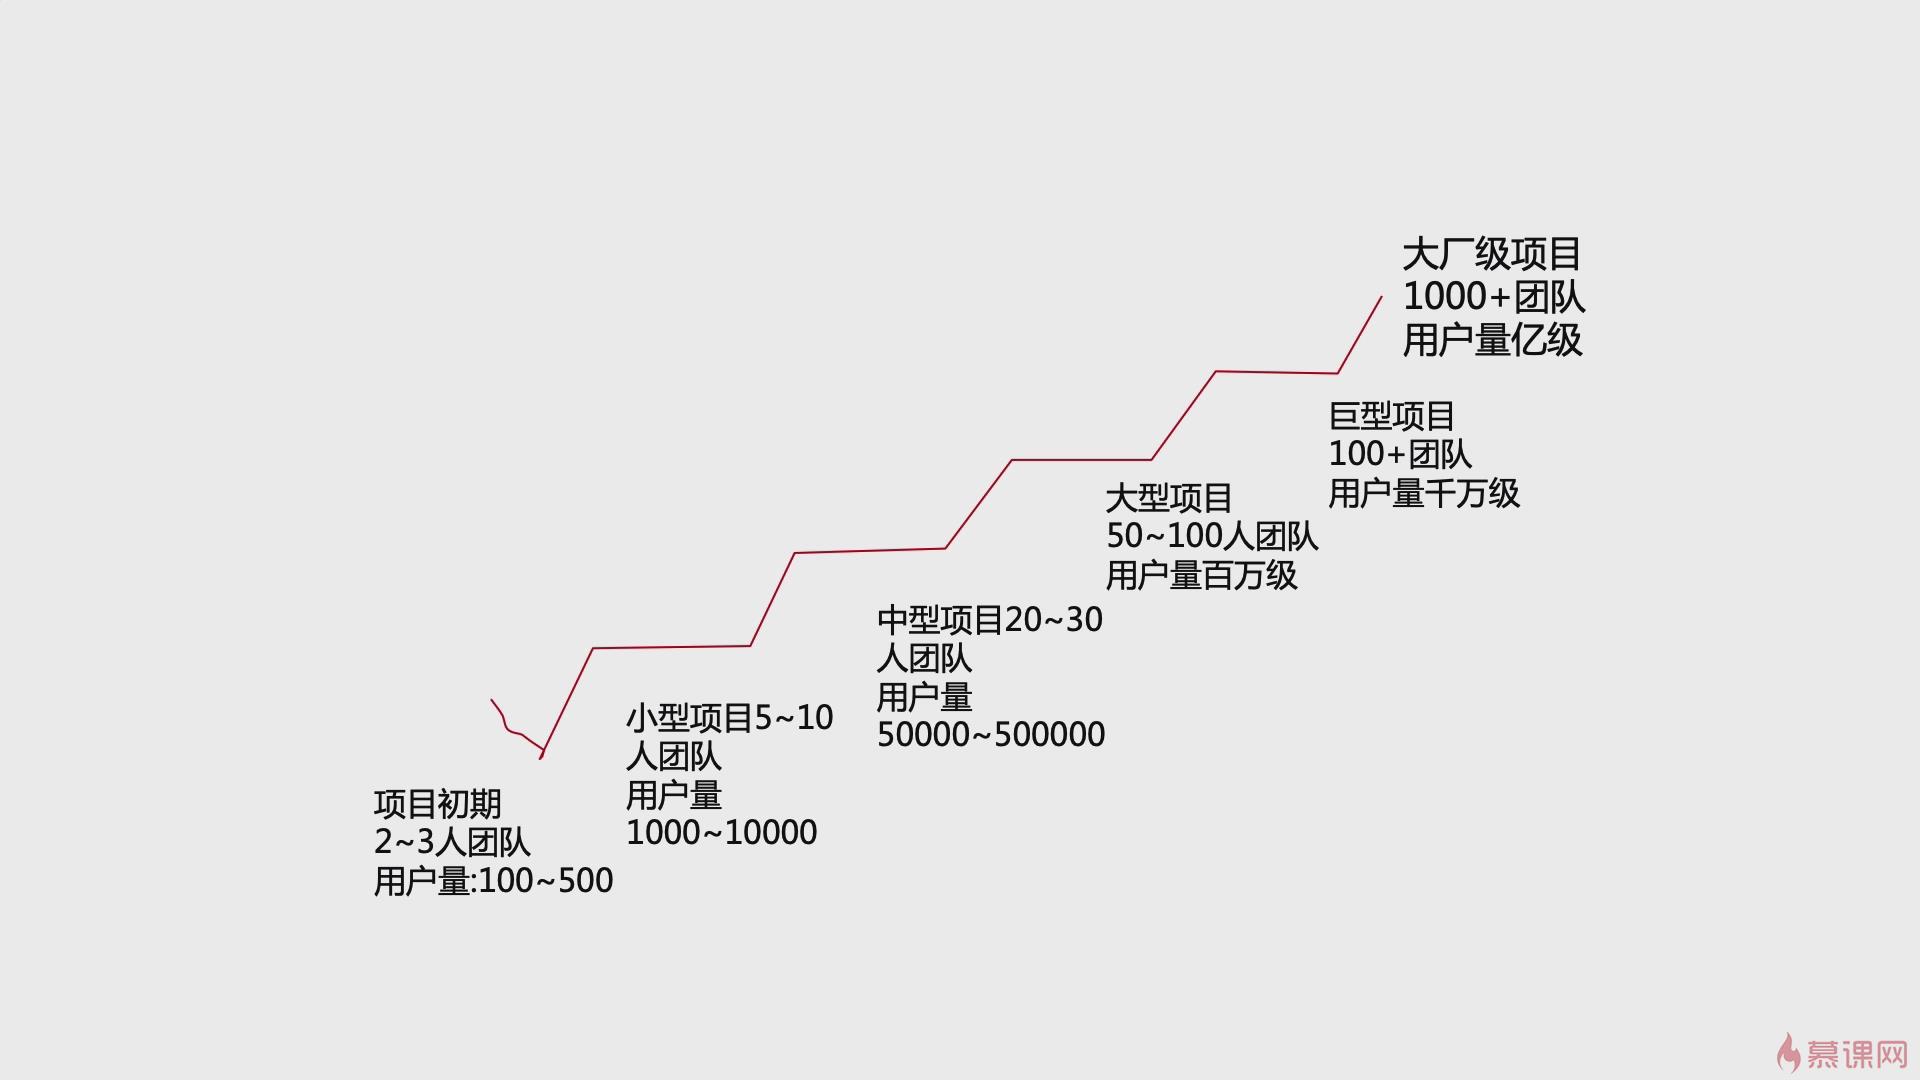 大厂级项目
1000+团队
用户量亿级
巨型项目
100+团队
用户量千万级
大型项目
50~100人团队
用户量百万级
中型项目20~30
人团队
用户量
50000~500000
小型项目5~10
人团队
用户量
1000~10000
项目初期
2~3人团队
用户量:100~500
慕课网